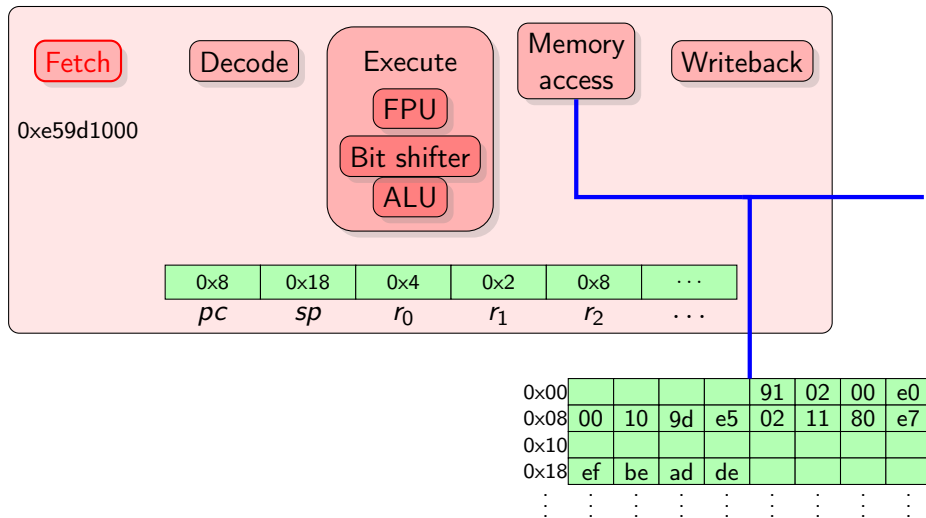 Fetch Decode Execute Memory access Writeback
0xe59d1000
FPU
Bit shifter
ALU
0x8 0x18 0x4 0x2 0x8 ···
pc sp r0 r1 r2 ...
0x00 91 02 00 e0
0x08 00 10 9d e5 02 11 80 e7
0x10
0x18 ef be ad de